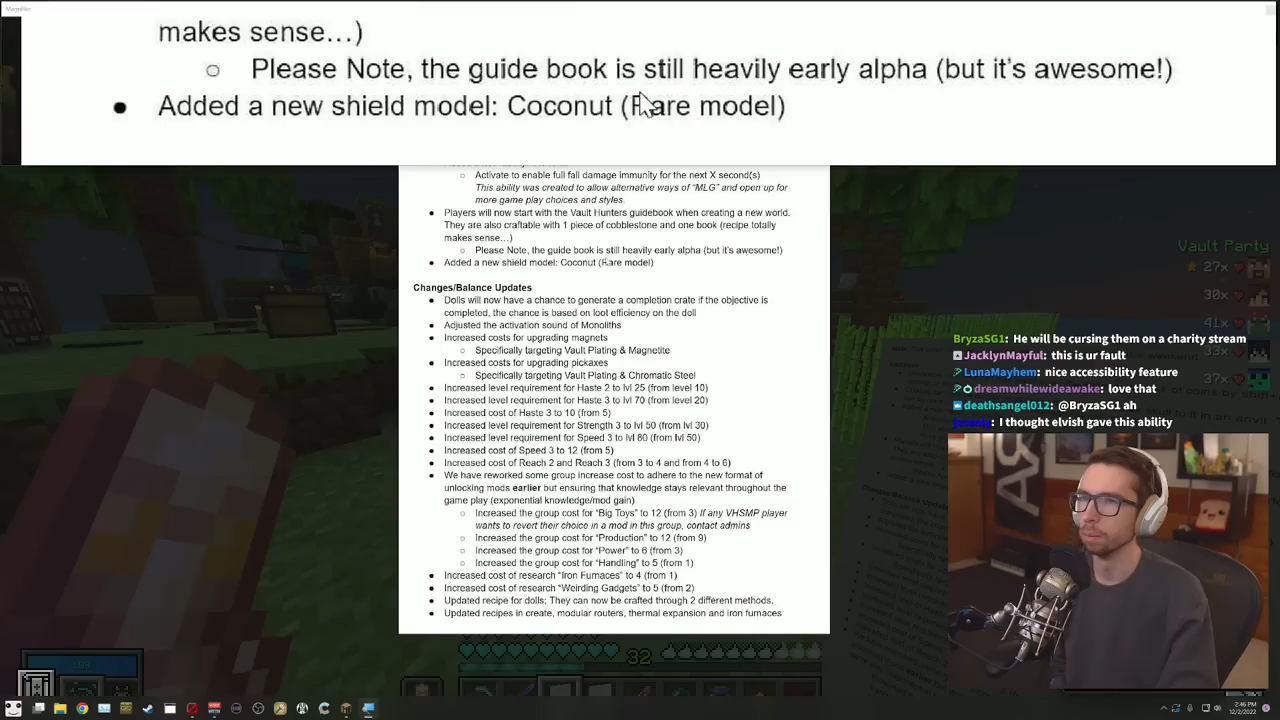 Magnifier
makes sense...)
○ Please Note, the guide book is still heavily early alpha (but it's awesome!)
● Added a new shield model: Coconut (Rare model)
○ Activate to enable full fall damage immunity for the next X second(s)
This ability was created to allow alternative ways of “MLG” and open up for
more game play choices and styles.
● Players will now start with the Vault Hunters guidebook when creating a new world.
They are also craftable with 1 piece of cobblestone and one book (recipe totally
makes sense...)
○ Please Note, the guide book is still heavily early alpha (but it's awesome!)
● Added a new shield model: Coconut (Rare model)
Changes/Balance Updates
● Dolls will now have a chance to generate a completion crate if the objective is
completed, the chance is based on loot efficiency on the doll
● Adjusted the activation sound of Monoliths
● Increased costs for upgrading magnets
○ Specifically targeting Vault Plating & Magnetite
● Increased costs for upgrading pickaxes
○ Specifically targeting Vault Plating & Chromatic Steel
● Increased level requirement for Haste 2 to lvl 25 (from level 10)
● Increased level requirement for Haste 3 to lvl 70 (from level 20)
● Increased cost of Haste 3 to 10 (from 5)
● Increased level requirement for Strength 3 to lvl 50 (from lvl 30)
● Increased level requirement for Speed 3 to lvl 80 (from lvl 50)
● Increased cost of Speed 3 to 12 (from 5)
● Increased cost of Reach 2 and Reach 3 (from 3 to 4 and from 4 to 6)
● We have reworked some group increase cost to adhere to the new format of
unlocking mods earlier but ensuring that knowledge stays relevant throughout the
game play (exponential knowledge/mod gain)
○ Increased the group cost for “Big Toys” to 12 (from 3) If any VHSMP player
wants to revert their choice in a mod in this group, contact admins
○ Increased the group cost for “Production” to 12 (from 9)
○ Increased the group cost for “Power” to 6 (from 3)
○ Increased the group cost for “Handling” to 5 (from 1)
● Increased cost of research “Iron Furnaces” to 4 (from 1)
● Increased cost of research “Weirding Gadgets” to 5 (from 2)
● Updated recipe for dolls; They can now be crafted through 2 different methods.
● Updated recipes in create, modular routers, thermal expansion and iron furnaces
Vault Party
27x
30x
41x
33x
37x
BryzaSG1: He will be cursing them on a charity stream
JacklynMayful: this is ur fault
LunaMayhem: nice accessibility feature
dreamwhilewideawake: love that
deathsangel012: @BryzaSG1 ah
: I thought elvish gave this ability
32
2:46 PM
12/2/2022